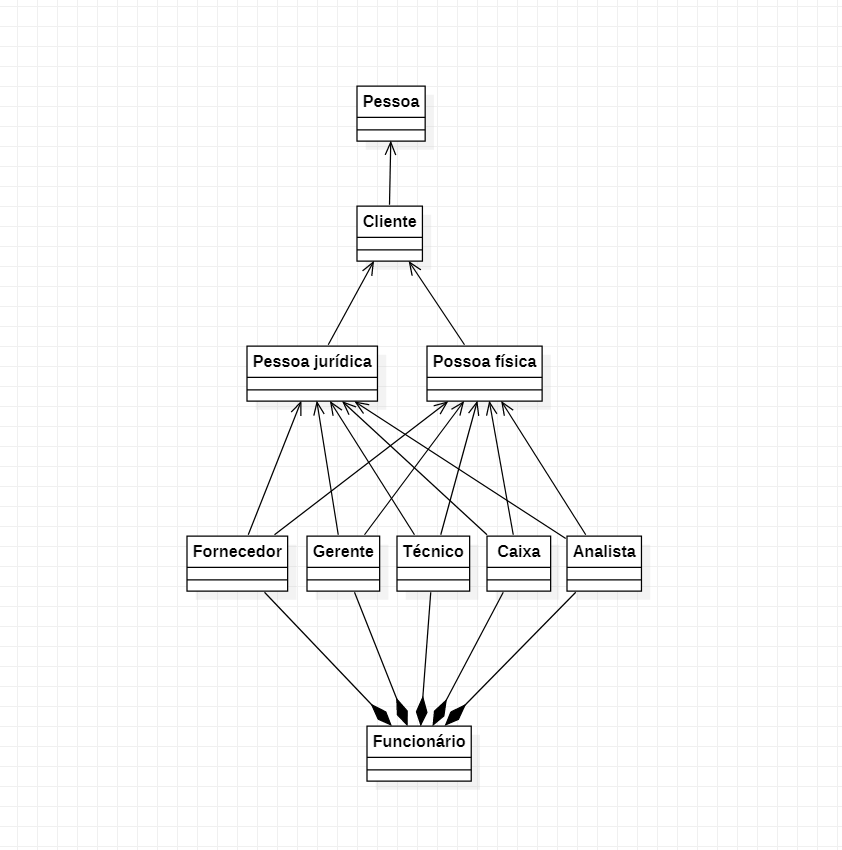 Pessoa
Cliente
Pessoa jurídica
Possoa física
Fornecedor
Gerente
Técnico
Caixa
Analista
Funcionário